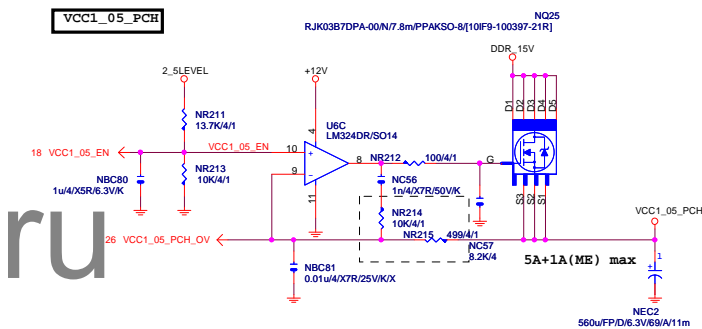 VCC1_05_PCH
NQ25
RJK03B7DPA-00/N/7.8m/PPAKSO-8/[10IF9-100397-21R]
DDR_15V
2_5LEVEL
+12V
D1
D2
D3
D4
D5
NR211
13.7K/4/1
U6C
LM324DR/SO14
4
18 VCC1_05_EN
VCC1_05_EN
10
+
8
NR212
100/4/1
G
NBC80
1u/4/X5R/6.3V/K
NR213
10K/4/1
9
-
11
NC56
1n/4/X7R/50V/K
S3
S2
S1
NR214
10K/4/1
VCC1_05_PCH
26 VCC1_05_PCH_OV
NR215
499/4/1
NC57
8.2K/4
5A+1A(ME) max
1
+
NBC81
0.01u/4/X7R/25V/K/X
NEC2
560u/FP/D/6.3V/69/A/11m
ru